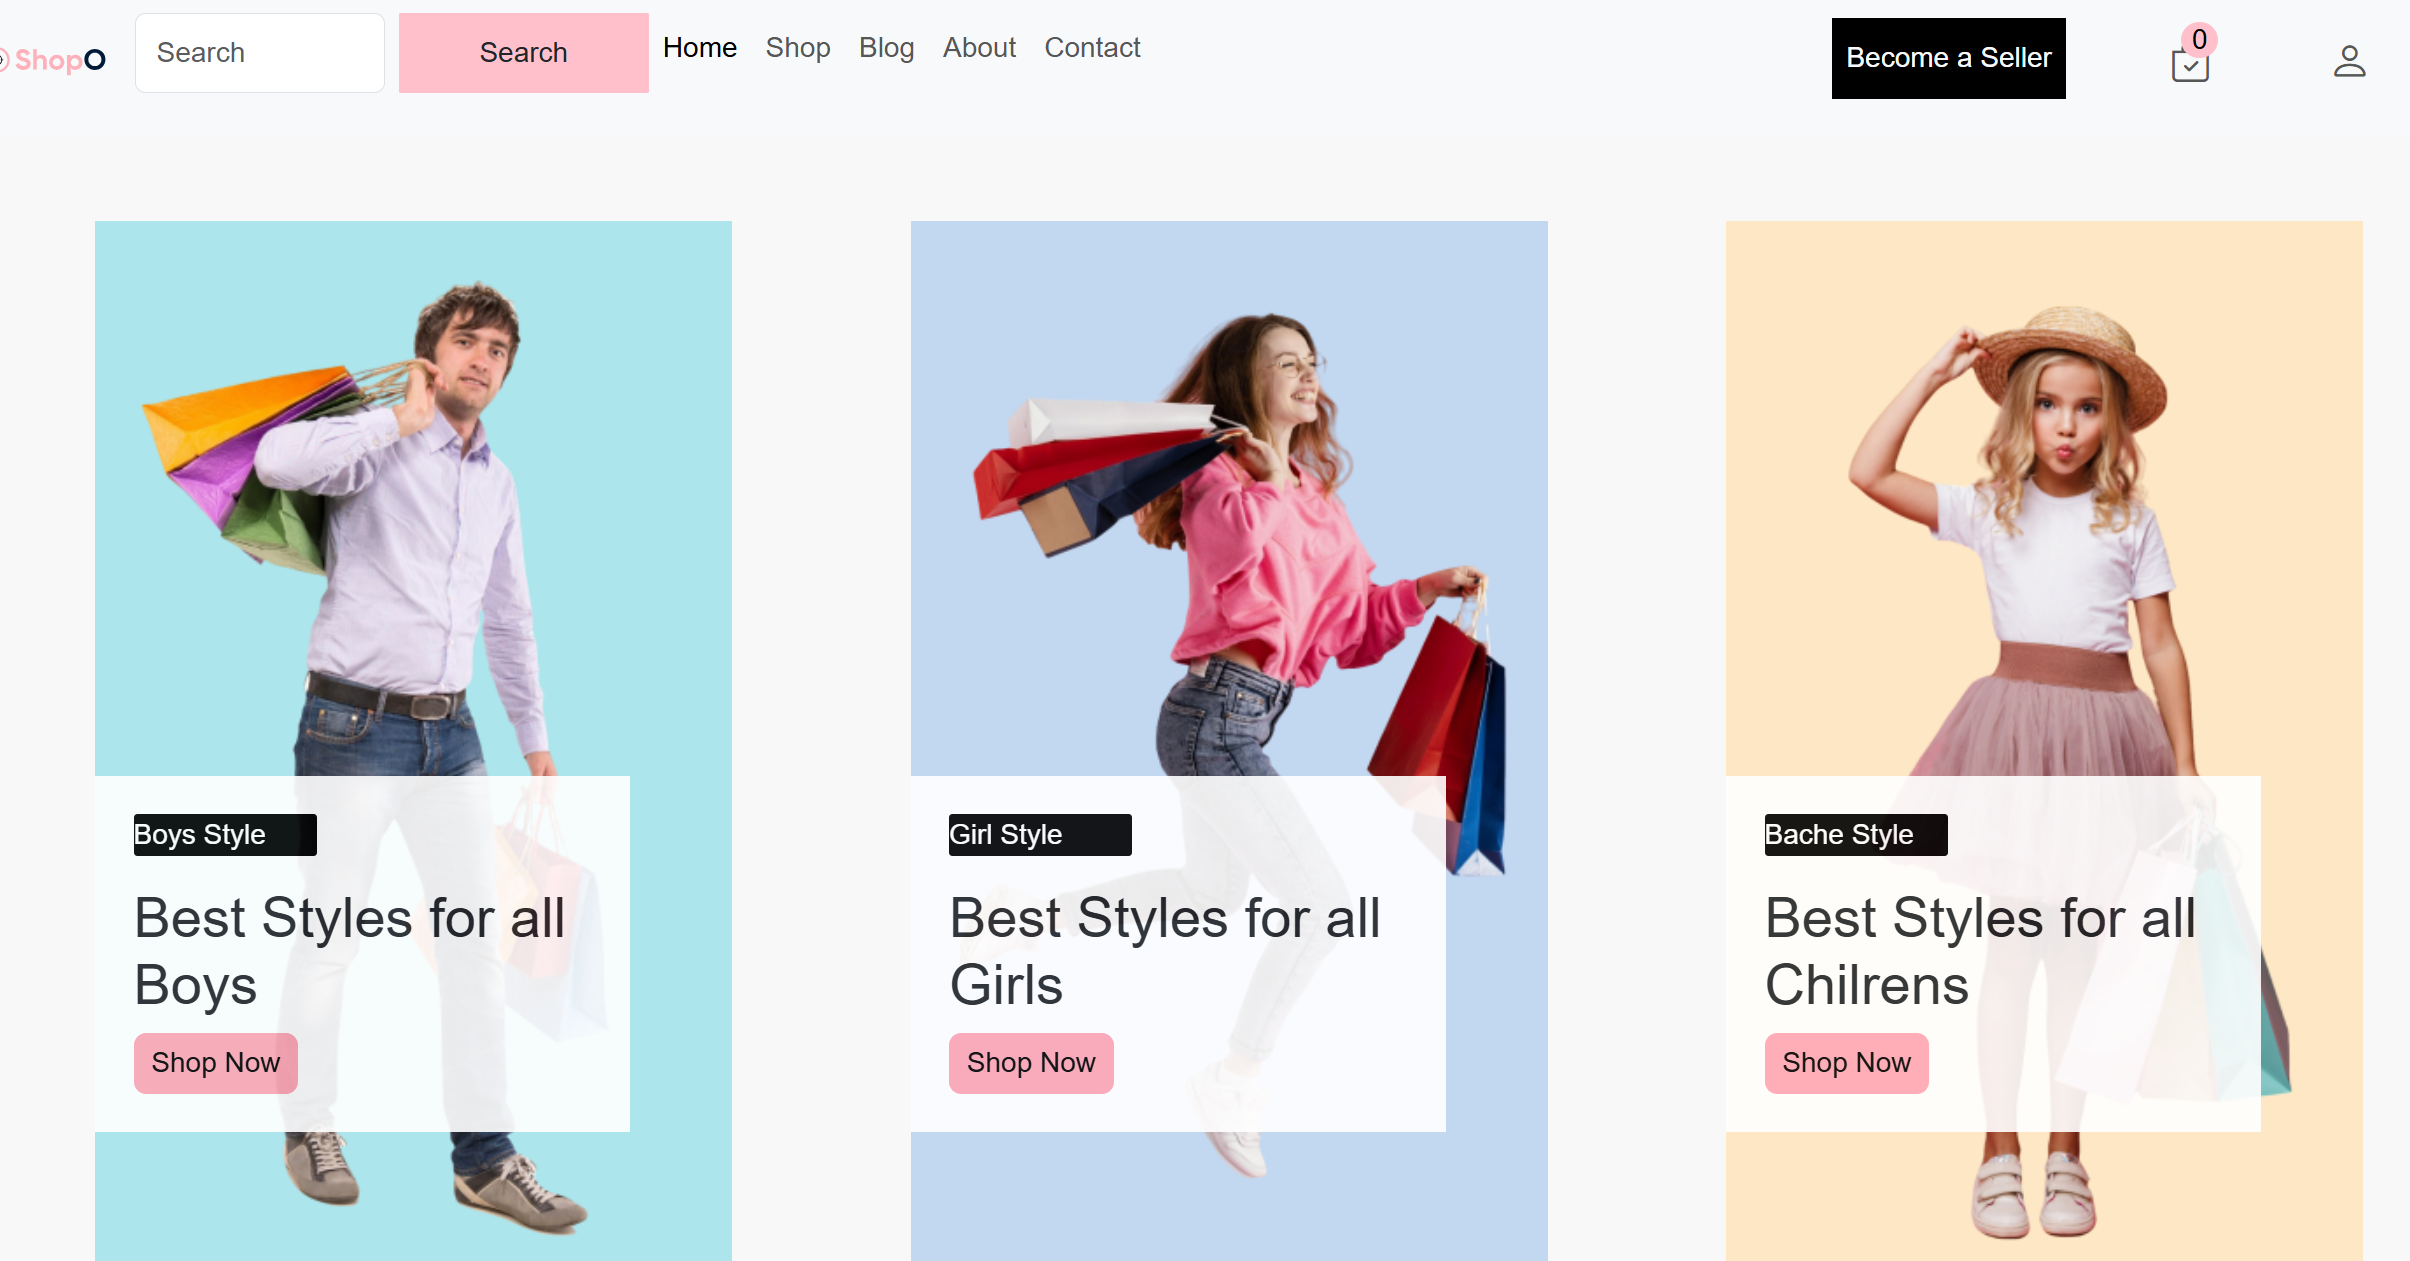 ShopO
Search
Search
Home
Shop
Blog
About
Contact
Become a Seller
0
Boys Style
Best Styles for all
Boys
Shop Now
Girl Style
Best Styles for all
Girls
Shop Now
Bache Style
Best Styles for all
Chilrens
Shop Now